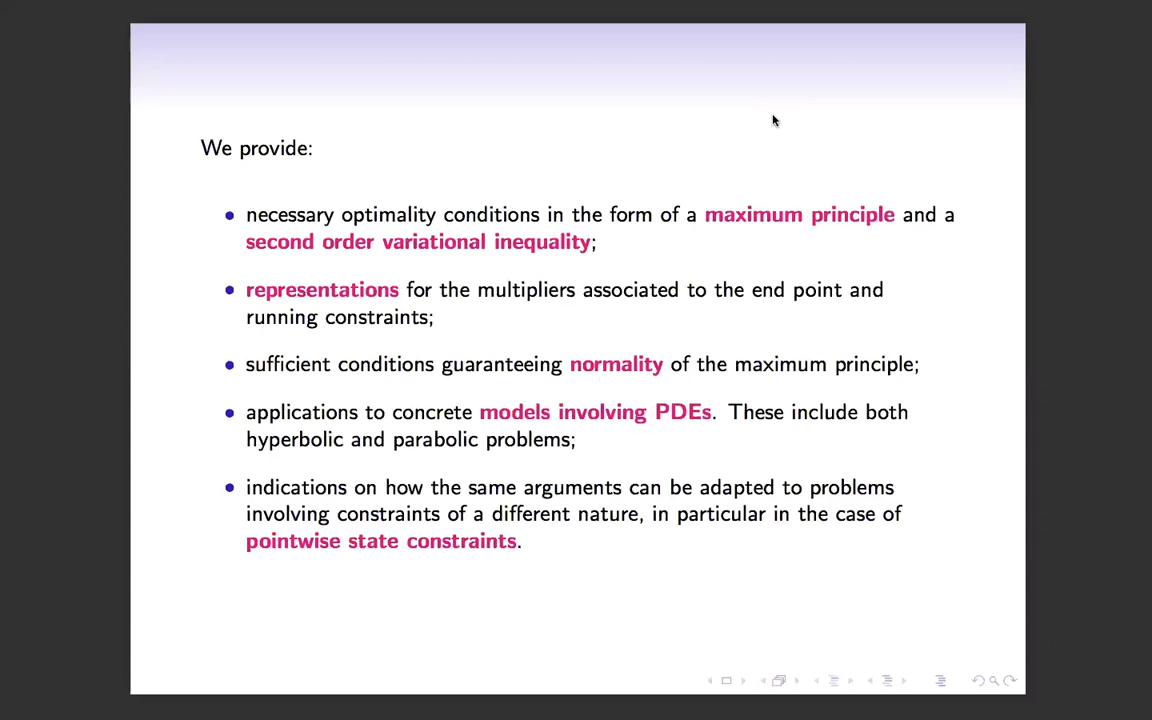 We provide:
• necessary optimality conditions in the form of a maximum principle and a
second order variational inequality;
• representations for the multipliers associated to the end point and
running constraints;
• sufficient conditions guaranteeing normality of the maximum principle;
• applications to concrete models involving PDEs. These include both
hyperbolic and parabolic problems;
• indications on how the same arguments can be adapted to problems
involving constraints of a different nature, in particular in the case of
pointwise state constraints.